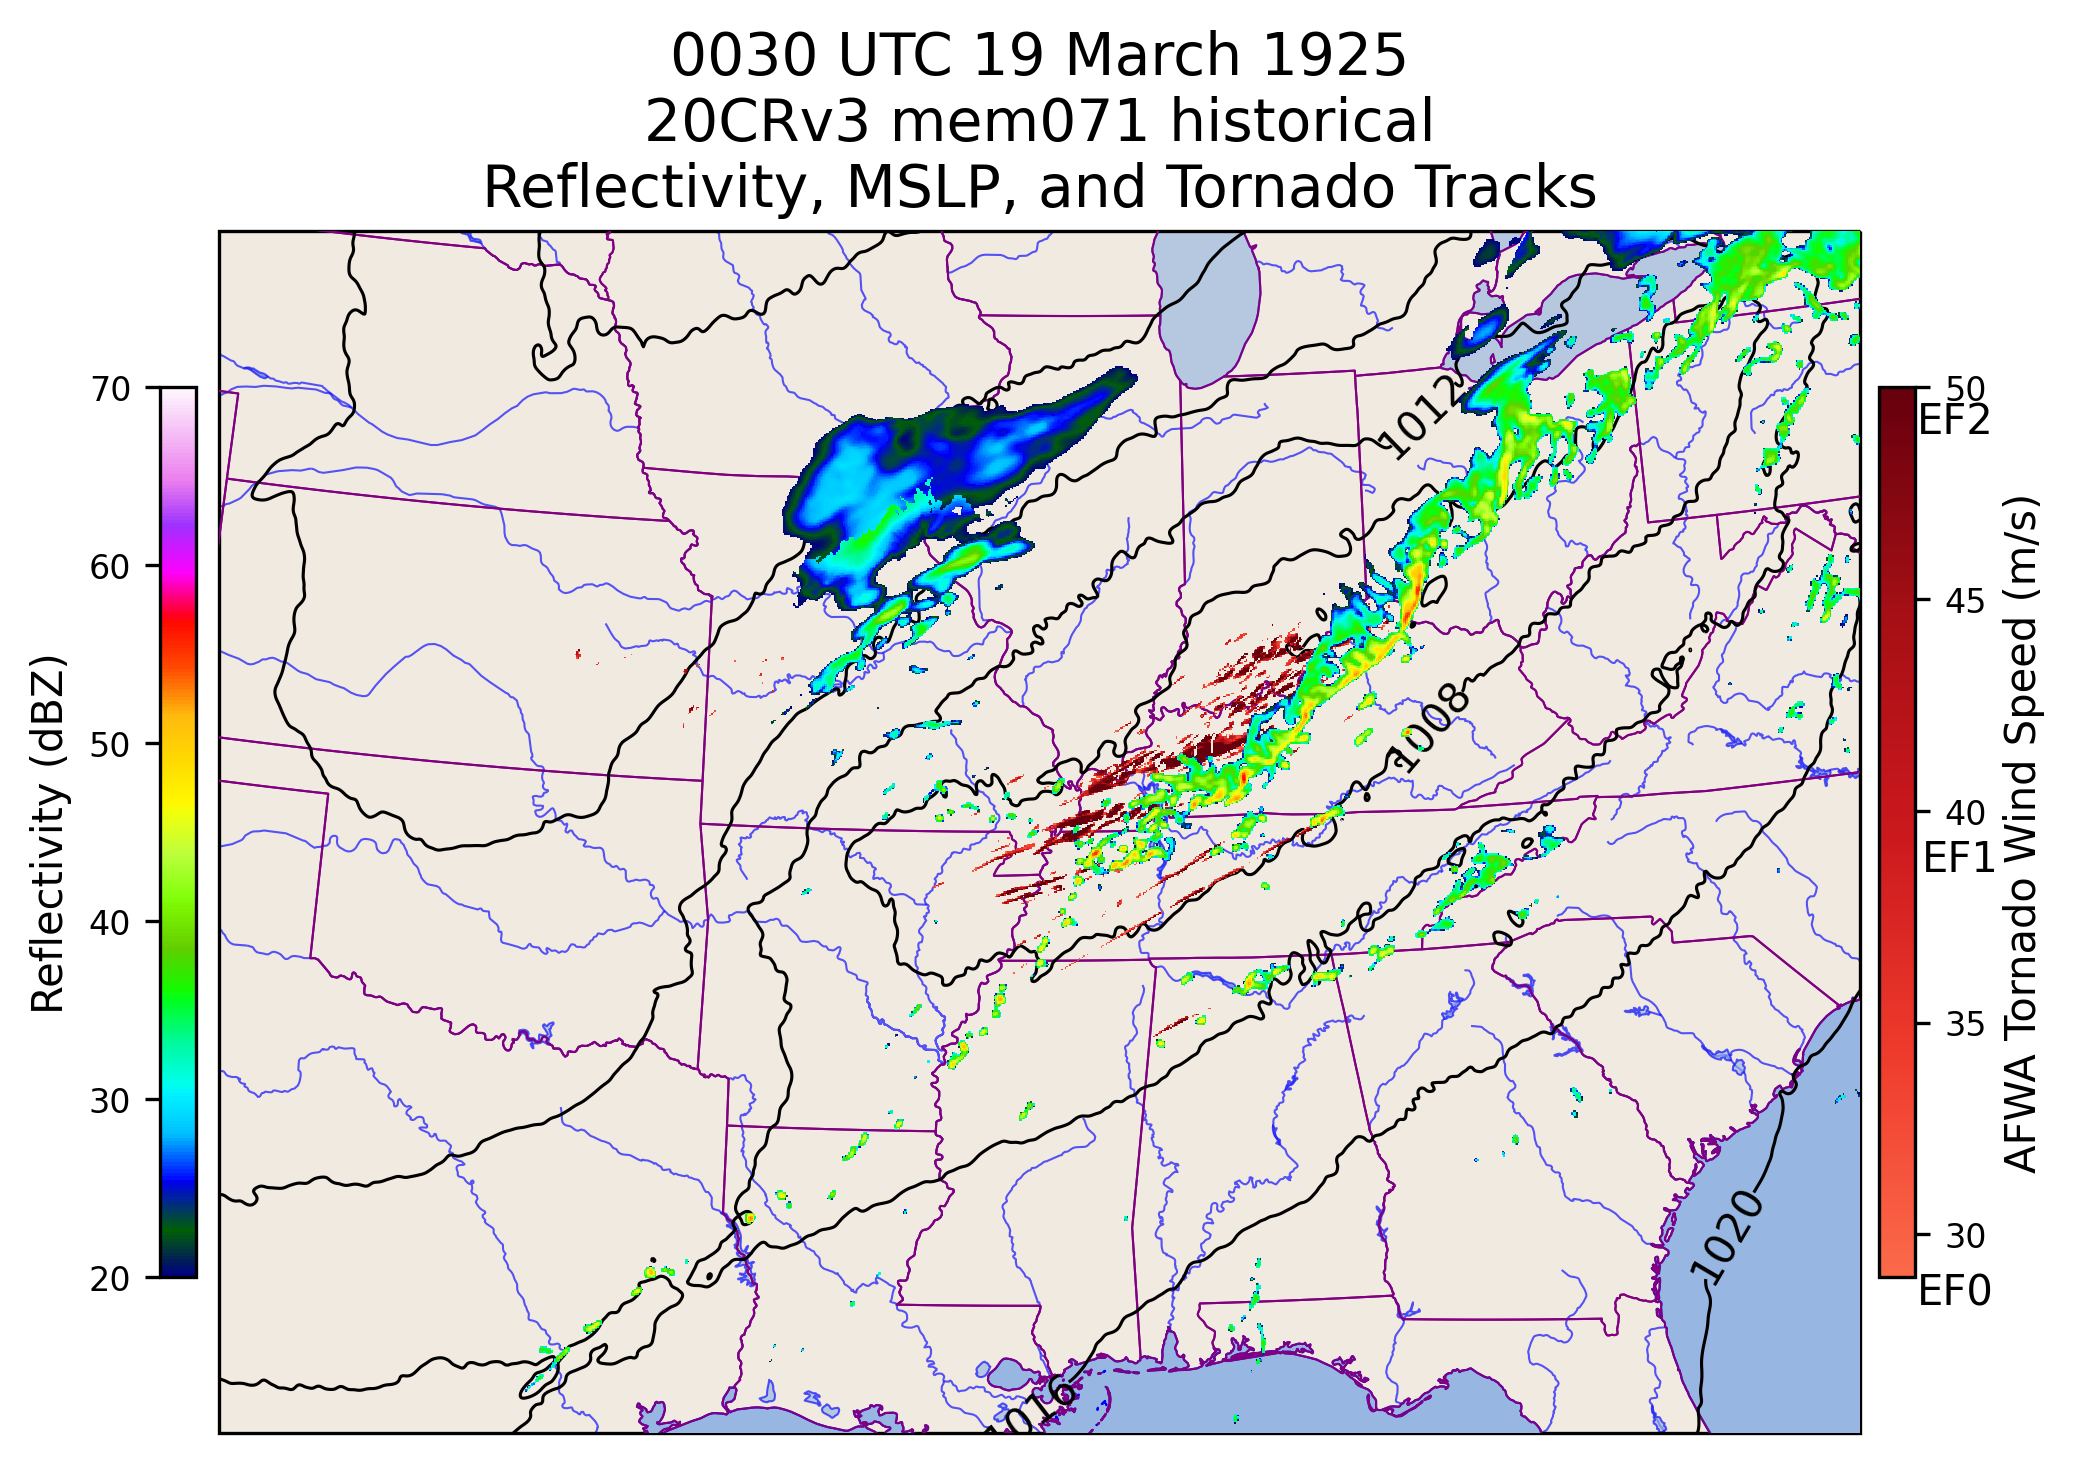 0030 UTC 19 March 1925
20CRv3 mem071 historical
Reflectivity, MSLP, and Tornado Tracks
70
60
50
40
30
20
Reflectivity (dBZ)
1012
1008
1020
1016
50
EF2
45
40
EF1
35
30
EF0
AFWA Tornado Wind Speed (m/s)